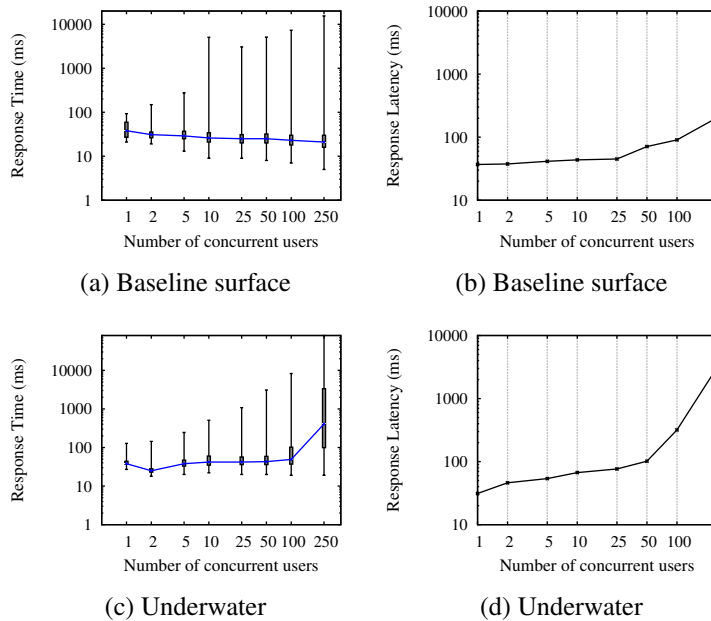 Response Time (ms)
10000
1000
100
10
1
1 2 5 10 25 50 100 250
Number of concurrent users
(a) Baseline surface
Response Latency (ms)
10000
1000
100
10
1 2 5 10 25 50 100
Number of concurrent users
(b) Baseline surface
Response Time (ms)
10000
1000
100
10
1
1 2 5 10 25 50 100 250
Number of concurrent users
(c) Underwater
Response Latency (ms)
10000
1000
100
10
1 2 5 10 25 50 100
Number of concurrent users
(d) Underwater